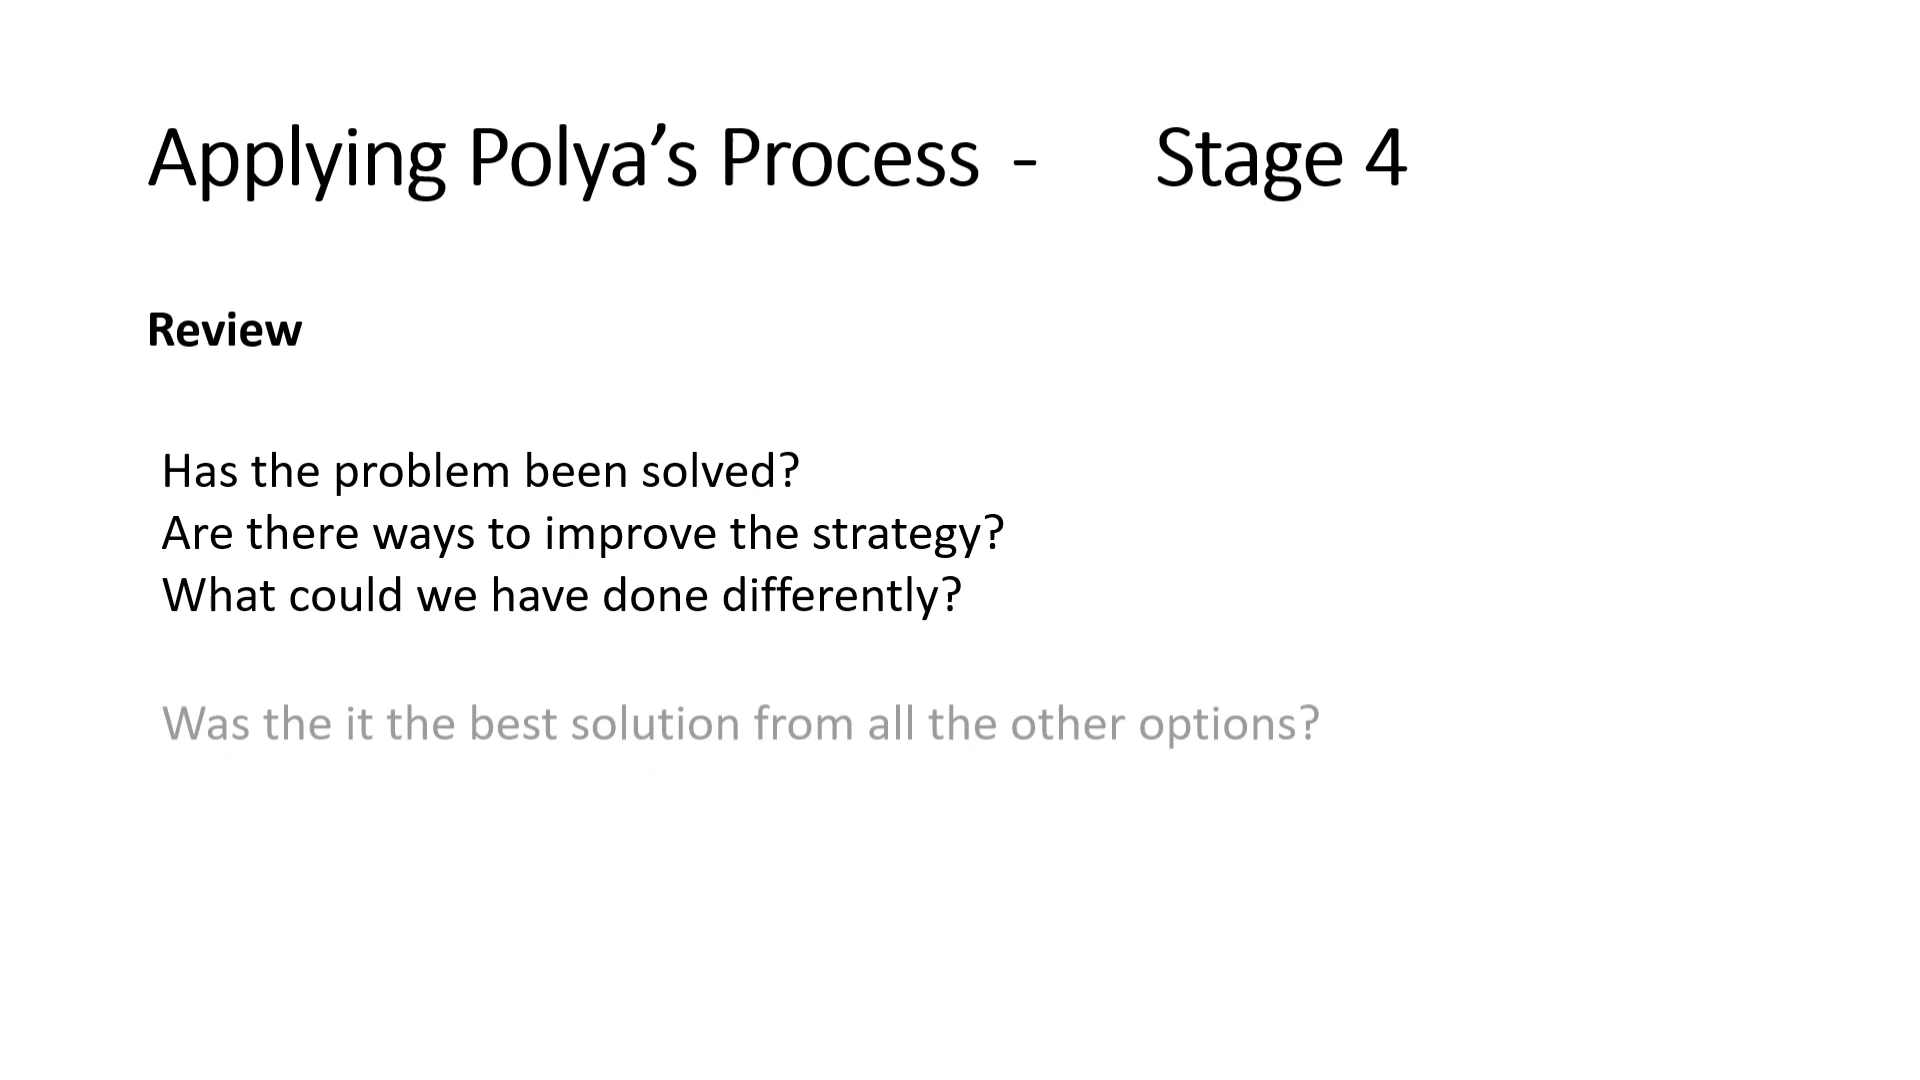 Applying Polya’s Process - Stage 4
Review
Has the problem been solved?
Are there ways to improve the strategy?
What could we have done differently?
Was the it the best solution from all the other options?